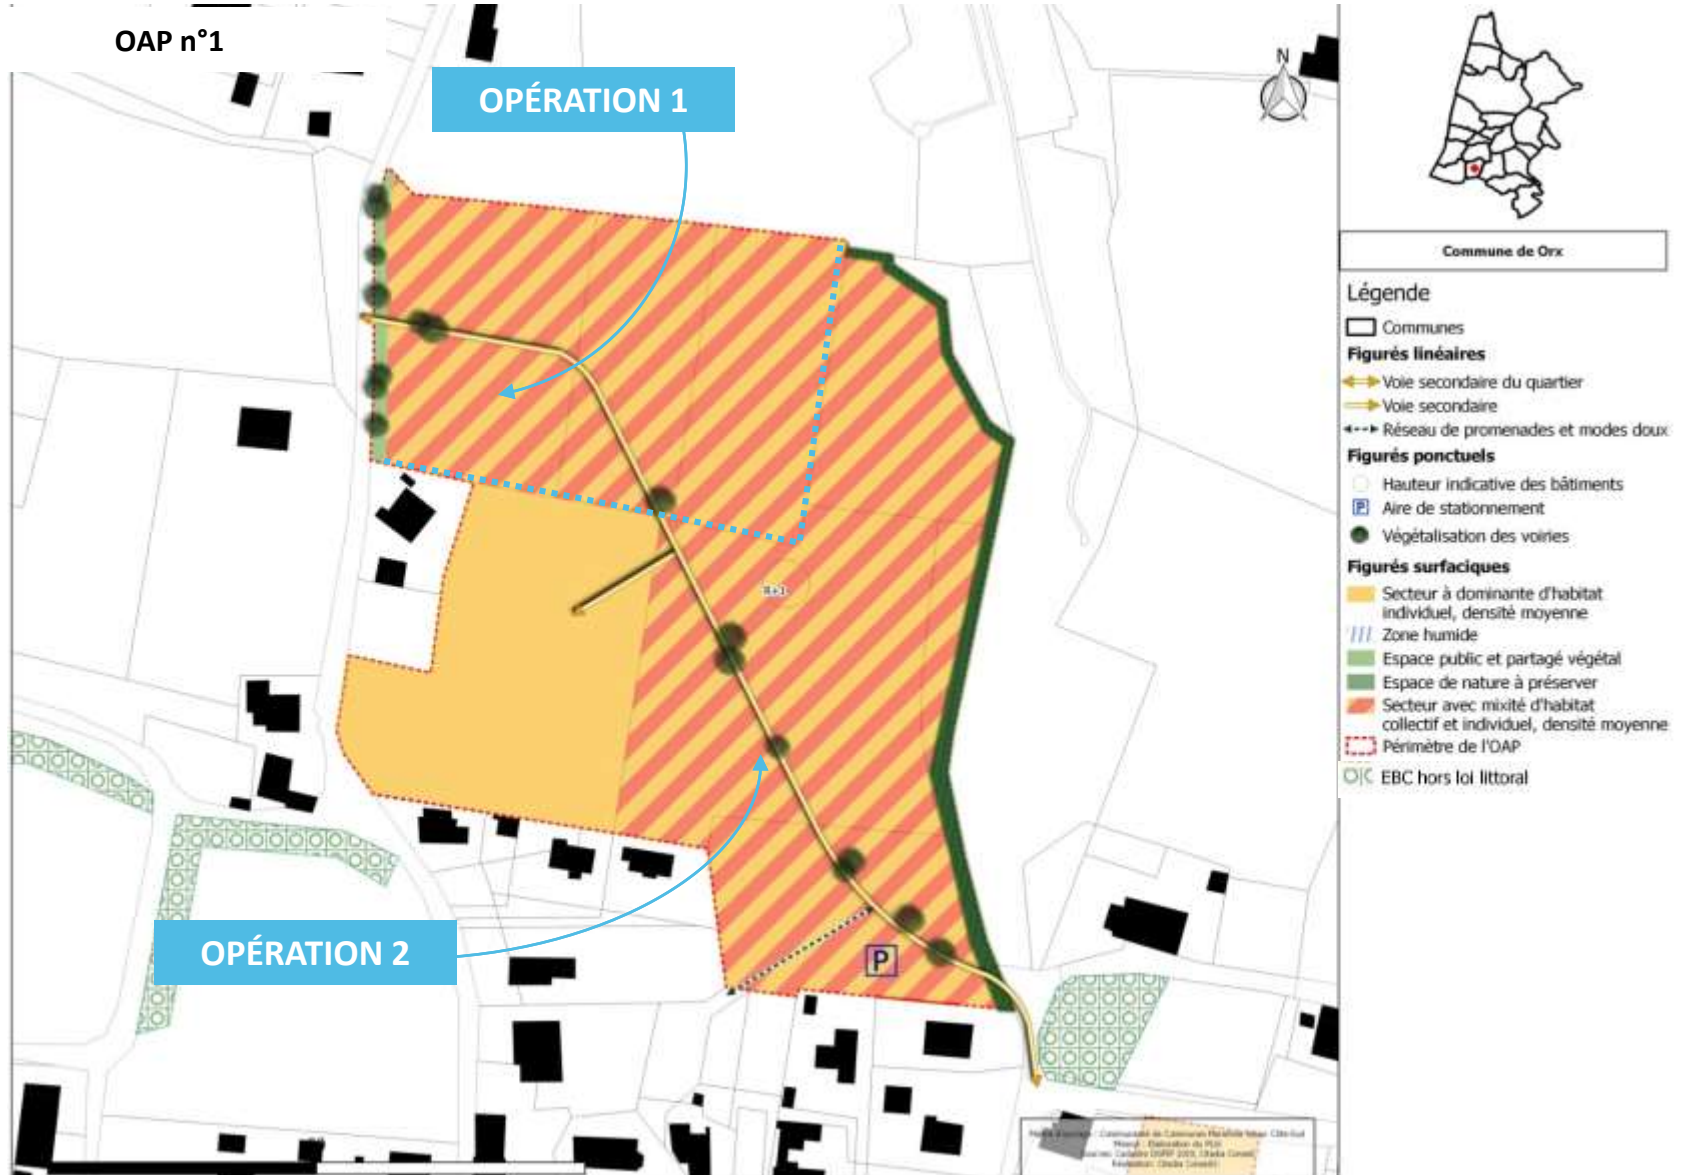 OAP n°1
OPÉRATION 1
N
R+1
OPÉRATION 2
P
Commune de Orx
Légende
Communes
Figurés linéaires
Voie secondaire du quartier
Voie secondaire
Réseau de promenades et modes doux
Figurés ponctuels
Hauteur indicative des bâtiments
P Aire de stationnement
Végétalisation des voiries
Figurés surfaciques
Secteur à dominante d'habitat
individuel, densité moyenne
Zone humide
Espace public et partagé végétal
Espace de nature à préserver
Secteur avec mixité d'habitat
collectif et individuel, densité moyenne
Périmètre de l'OAP
EBC hors loi littoral